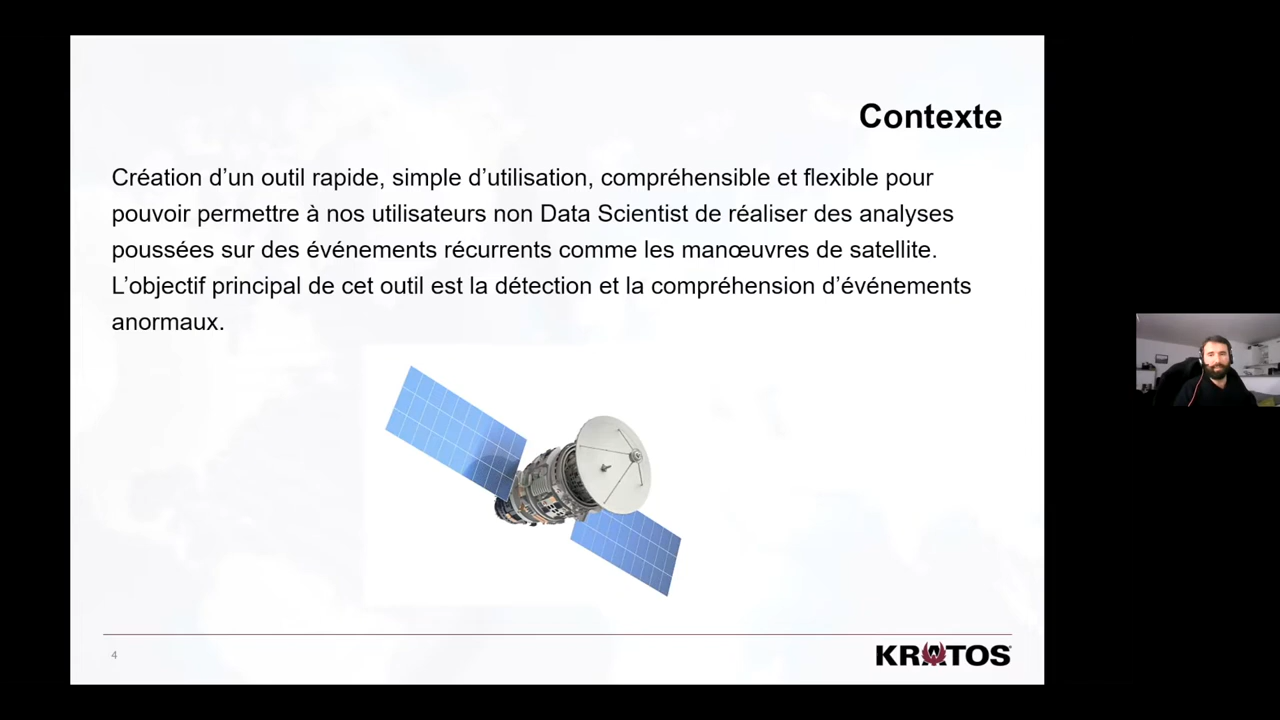 Contexte
Création d’un outil rapide, simple d’utilisation, compréhensible et flexible pour
pouvoir permettre à nos utilisateurs non Data Scientist de réaliser des analyses
poussées sur des événements récurrents comme les manœuvres de satellite.
L’objectif principal de cet outil est la détection et la compréhension d’événements
anormaux.
4
KRATOS